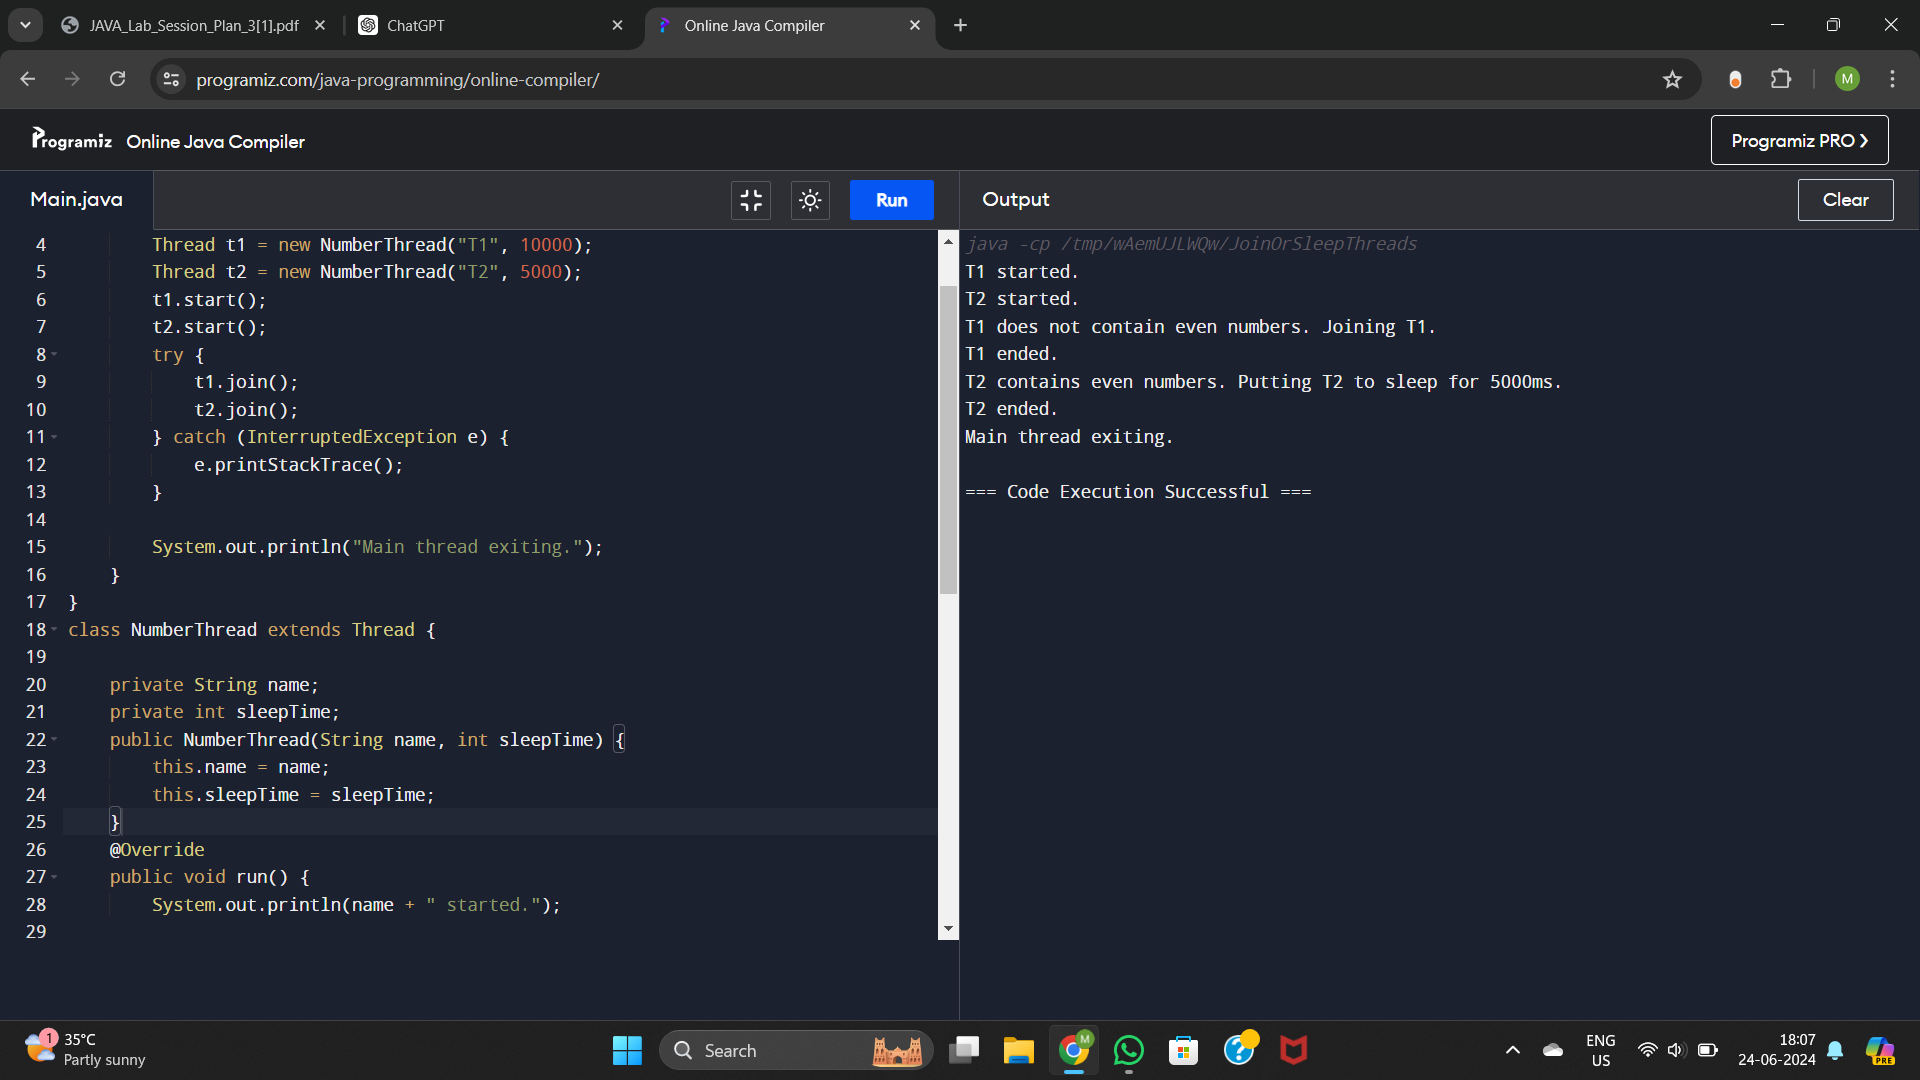 JAVA_Lab_Session_Plan_3[1].pdf
ChatGPT
Online Java Compiler
programiz.com/java-programming/online-compiler/
M
Programiz
Online Java Compiler
Programiz PRO
Main.java
Run
Output
Clear
4 Thread t1 = new NumberThread("T1", 10000);
5 Thread t2 = new NumberThread("T2", 5000);
6 t1.start();
7 t2.start();
8 try {
9 t1.join();
10 t2.join();
11 } catch (InterruptedException e) {
12 e.printStackTrace();
13 }
14
15 System.out.println("Main thread exiting.");
16 }
17 }
18 class NumberThread extends Thread {
19
20 private String name;
21 private int sleepTime;
22 public NumberThread(String name, int sleepTime) {
23 this.name = name;
24 this.sleepTime = sleepTime;
25 }
26 @Override
27 public void run() {
28 System.out.println(name + " started.");
29
java -cp /tmp/wAemUJLWQw/JoinOrSleepThreads
T1 started.
T2 started.
T1 does not contain even numbers. Joining T1.
T1 ended.
T2 contains even numbers. Putting T2 to sleep for 5000ms.
T2 ended.
Main thread exiting.
=== Code Execution Successful ===
1
35°C
Partly sunny
Search
M
ENG
US
18:07
24-06-2024
PRE